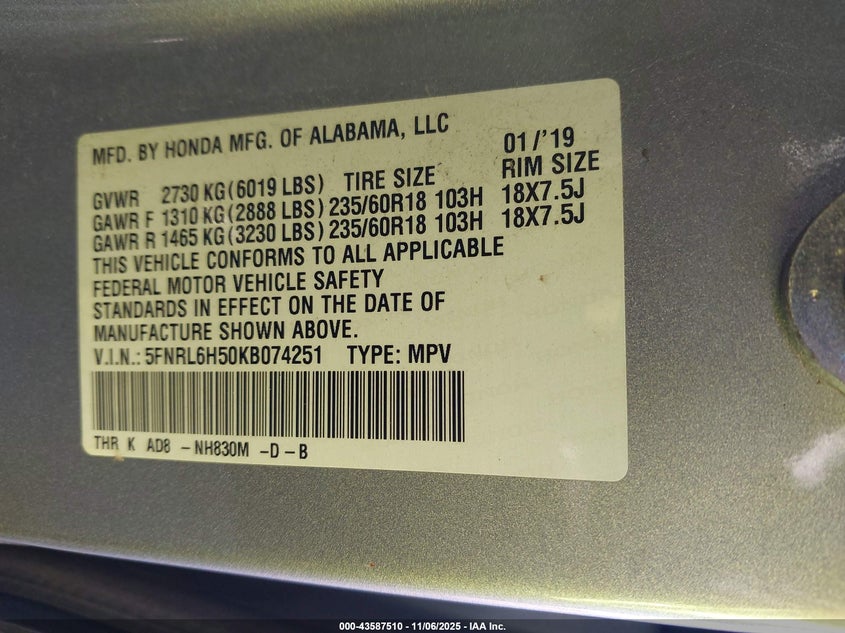 MFD. BY HONDA MFG. OF ALABAMA, LLC 01/'19
GVWR 2730 KG(6019 LBS) TIRE SIZE RIM SIZE
GAWR F 1310 KG(2888 LBS) 235/60R18 103H 18X7.5J
GAWR R 1465 KG(3230 LBS) 235/60R18 103H 18X7.5J
THIS VEHICLE CONFORMS TO ALL APPLICABLE
FEDERAL MOTOR VEHICLE SAFETY
STANDARDS IN EFFECT ON THE DATE OF
MANUFACTURE SHOWN ABOVE.
V.I.N.: 5FNRL6H50KB074251 TYPE: MPV
THR K AD8 - NH830M - D - B
000-43587510 - 11/06/2025 - IAA Inc.